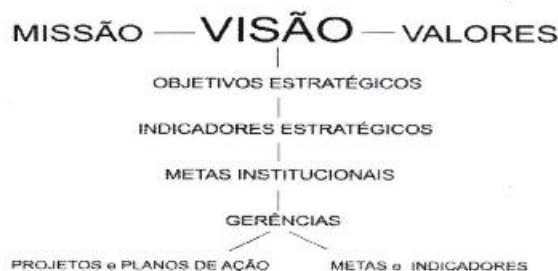 MISSÃO — VISÃO — VALORES
OBJETIVOS ESTRATÉGICOS
INDICADORES ESTRATÉGICOS
METAS INSTITUCIONAIS
GERÊNCIAS
PROJETOS e PLANOS DE AÇÃO METAS e INDICADORES